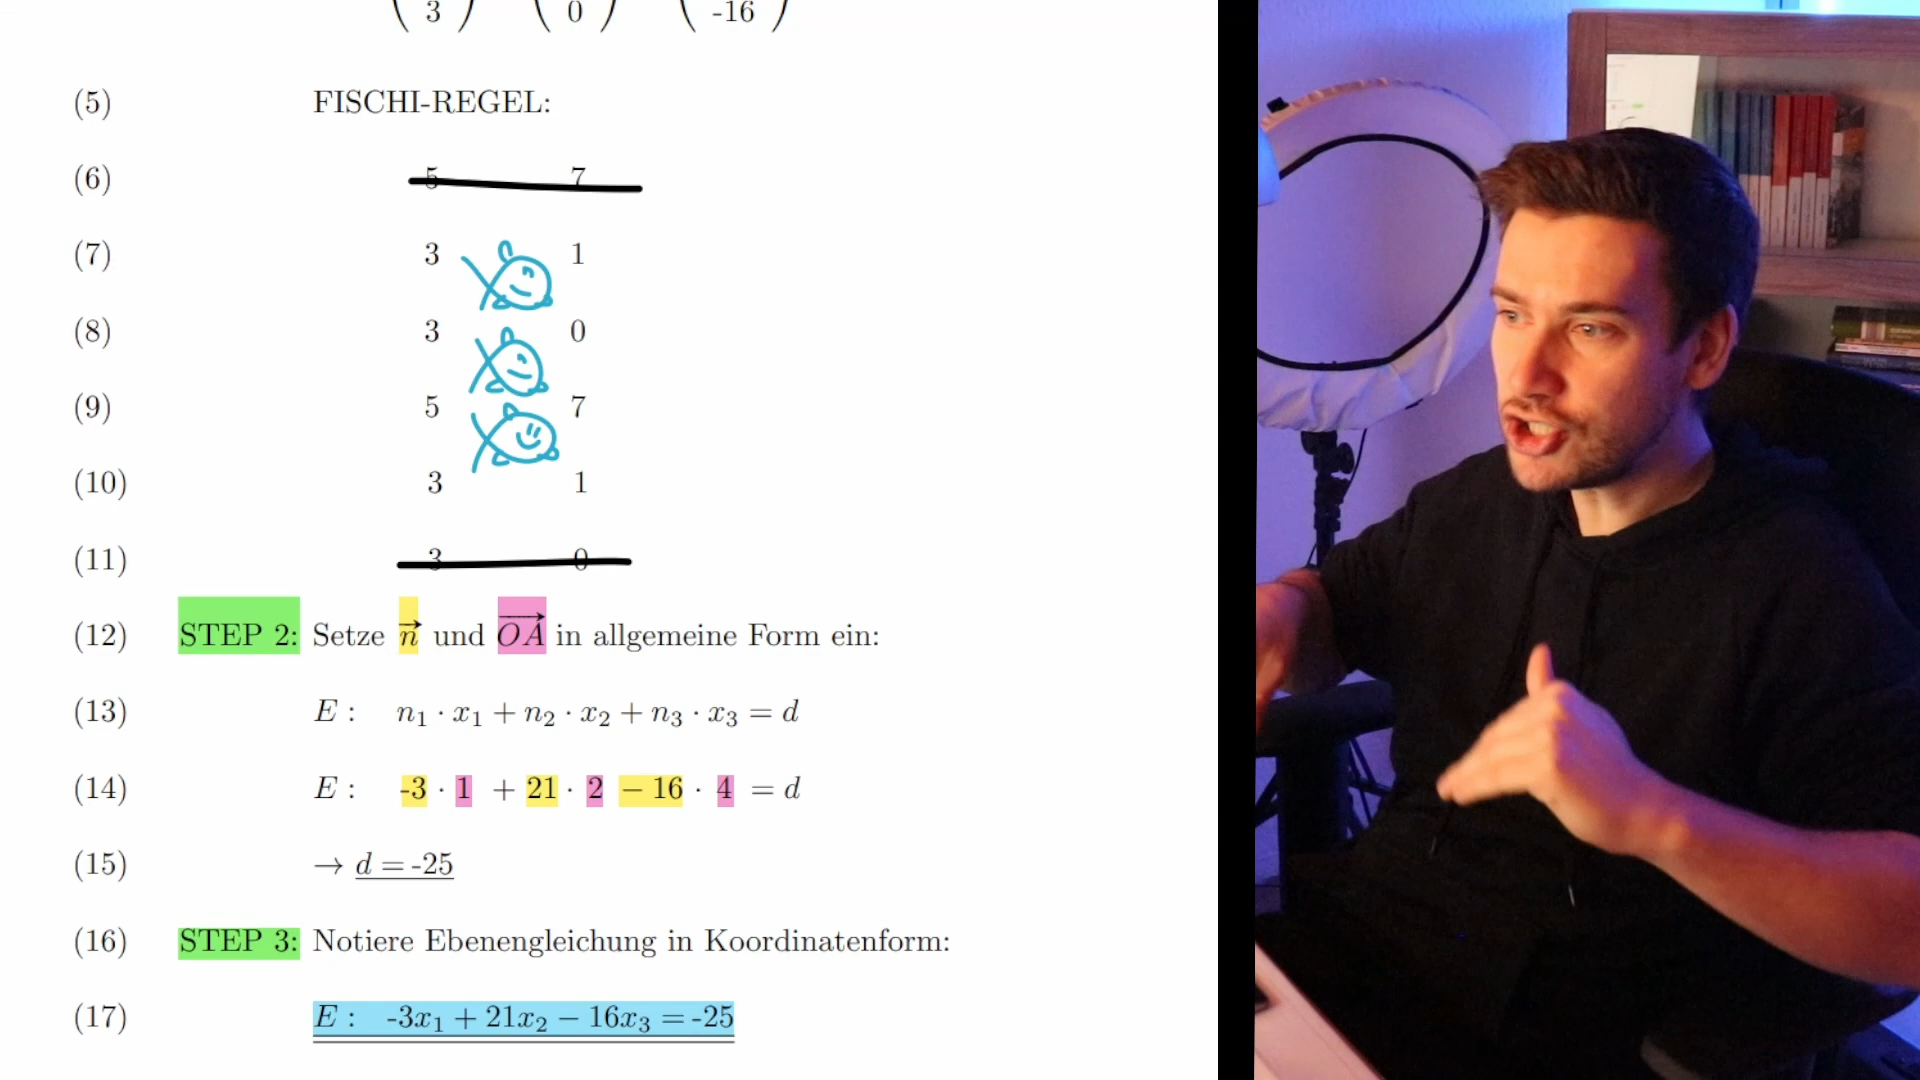 3 0 -16
(5) FISCHI-REGEL:
(6) 5 7
(7) 3 1
(8) 3 0
(9) 5 7
(10) 3 1
(11) 3 0
(12) STEP 2: Setze n⃗ und O⃗A⃗ in allgemeine Form ein:
(13) E : n₁ · x₁ + n₂ · x₂ + n₃ · x₃ = d
(14) E : -3 · 1 + 21 · 2 − 16 · 4 = d
(15) → d = -25
(16) STEP 3: Notiere Ebenengleichung in Koordinatenform:
(17) E : -3x₁ + 21x₂ − 16x₃ = -25